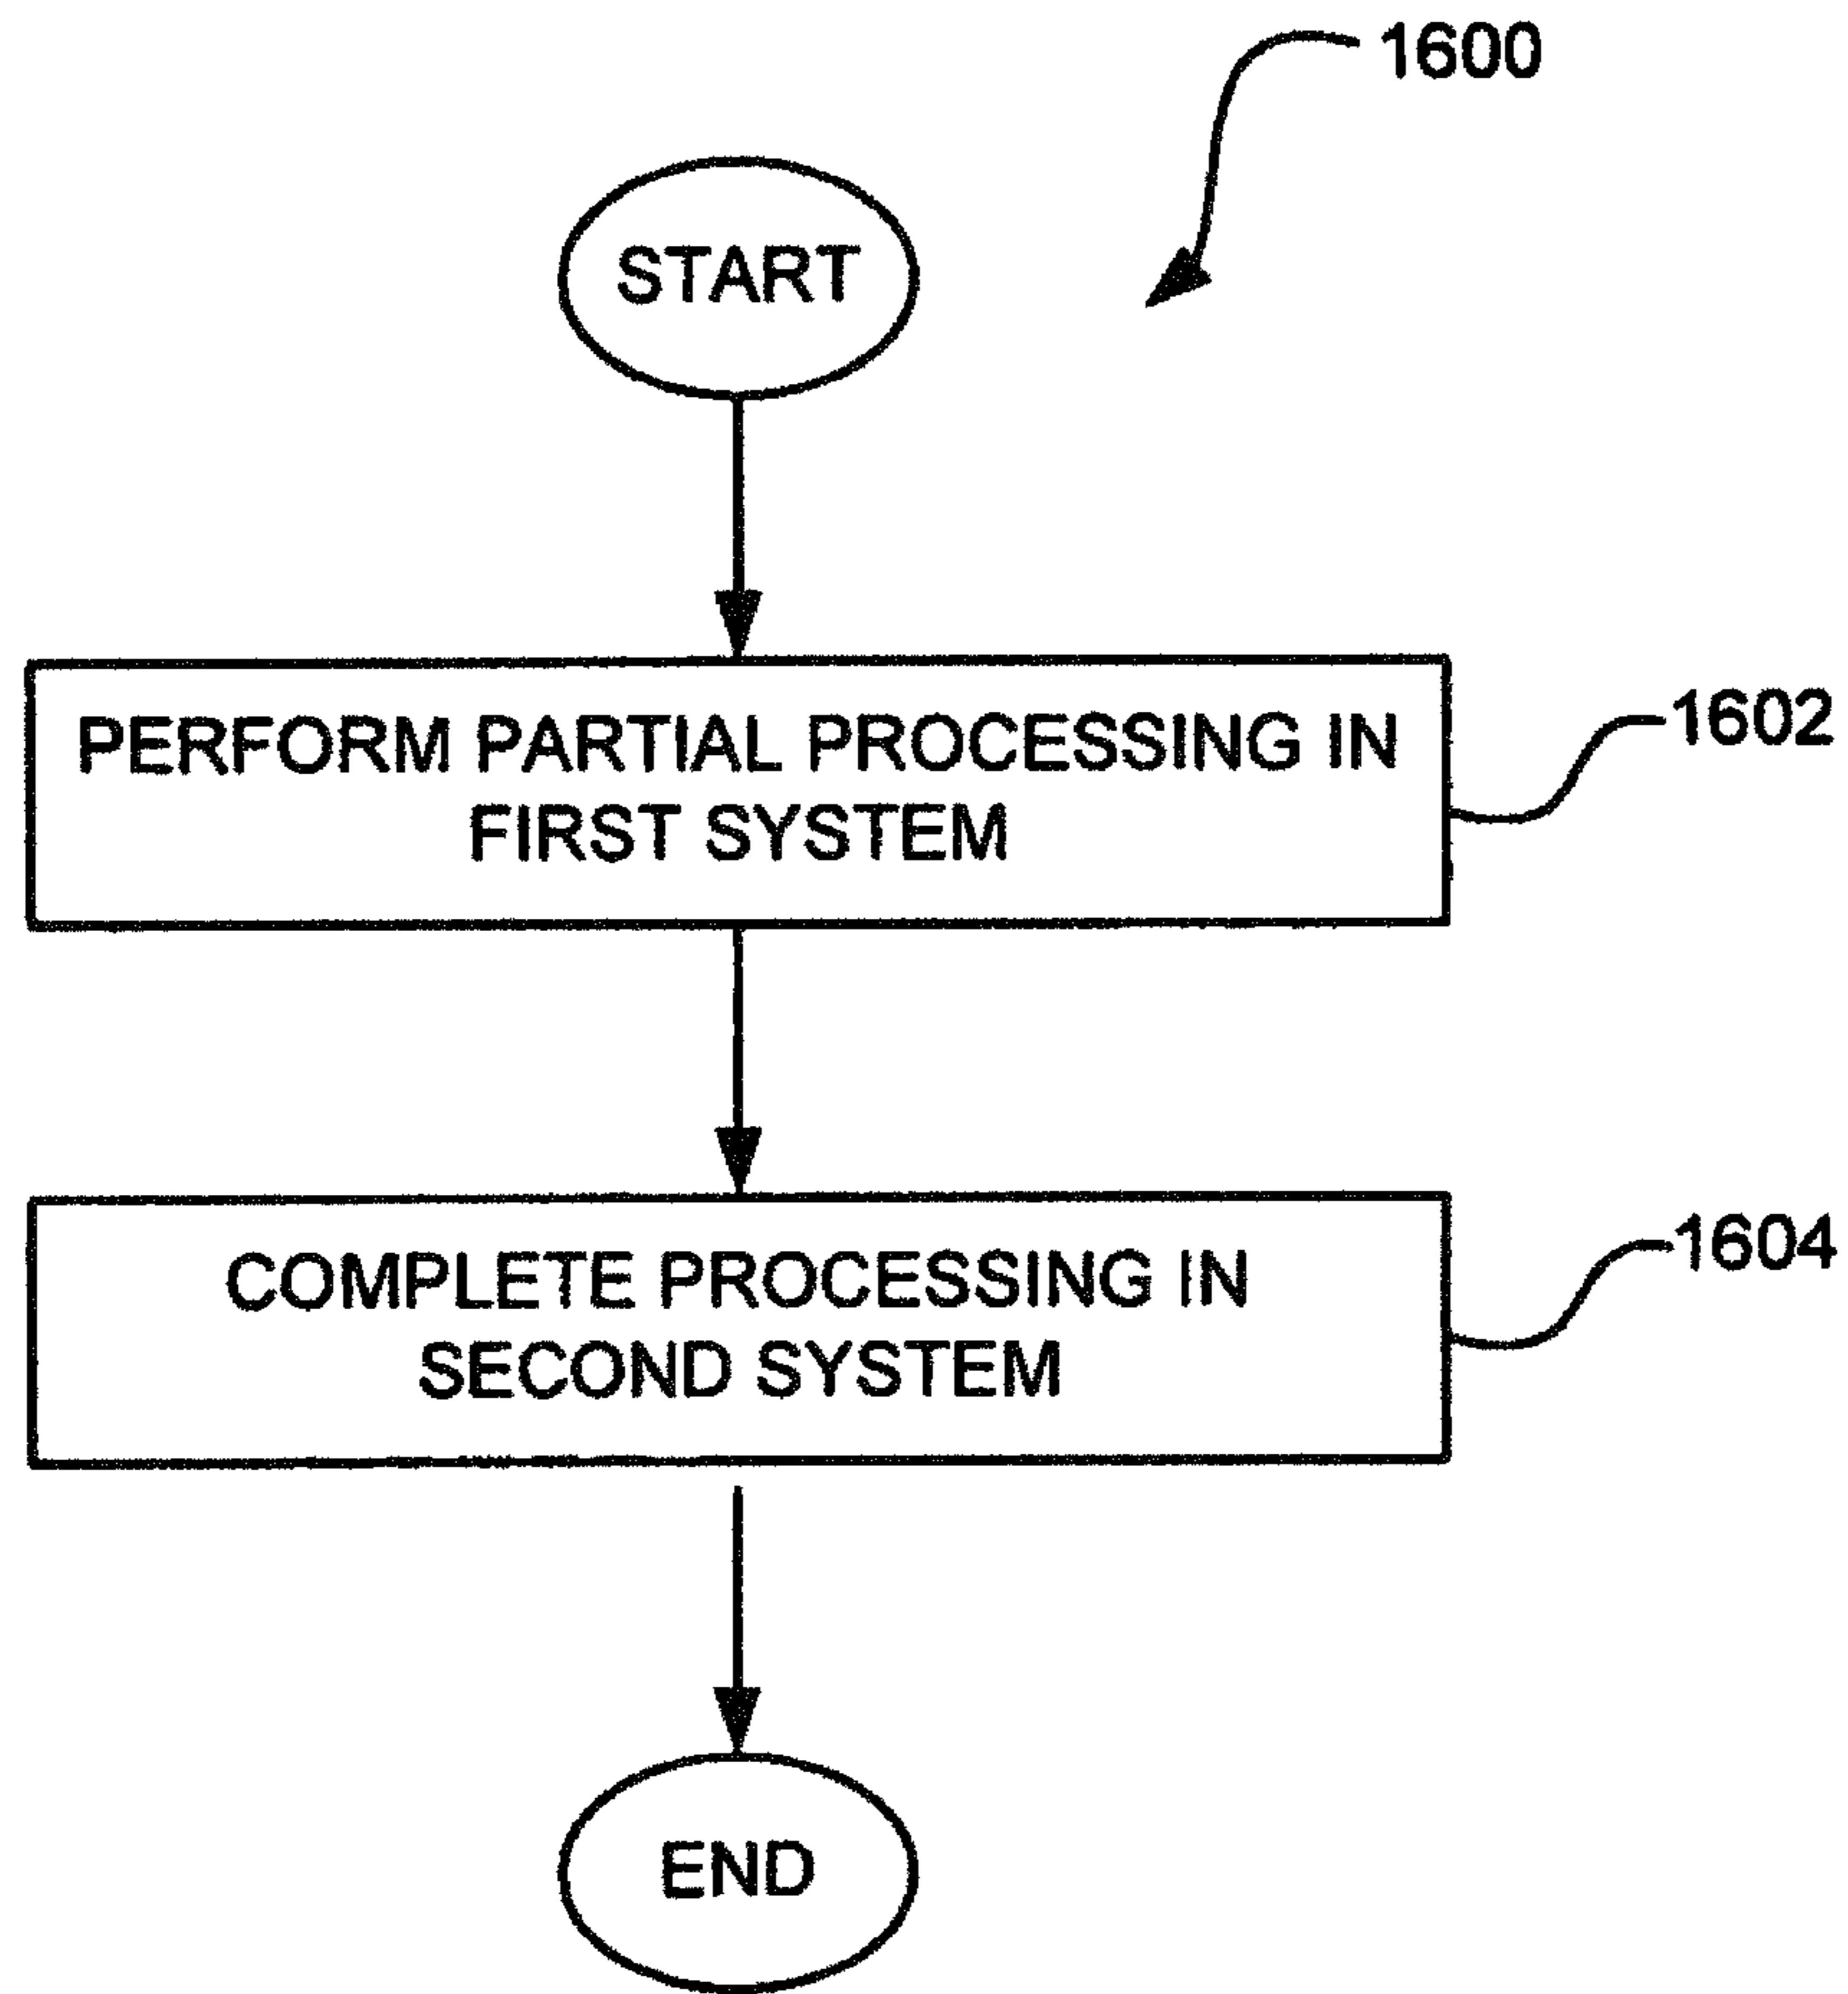 1600
START
PERFORM PARTIAL PROCESSING IN
FIRST SYSTEM
1602
COMPLETE PROCESSING IN
SECOND SYSTEM
1604
END